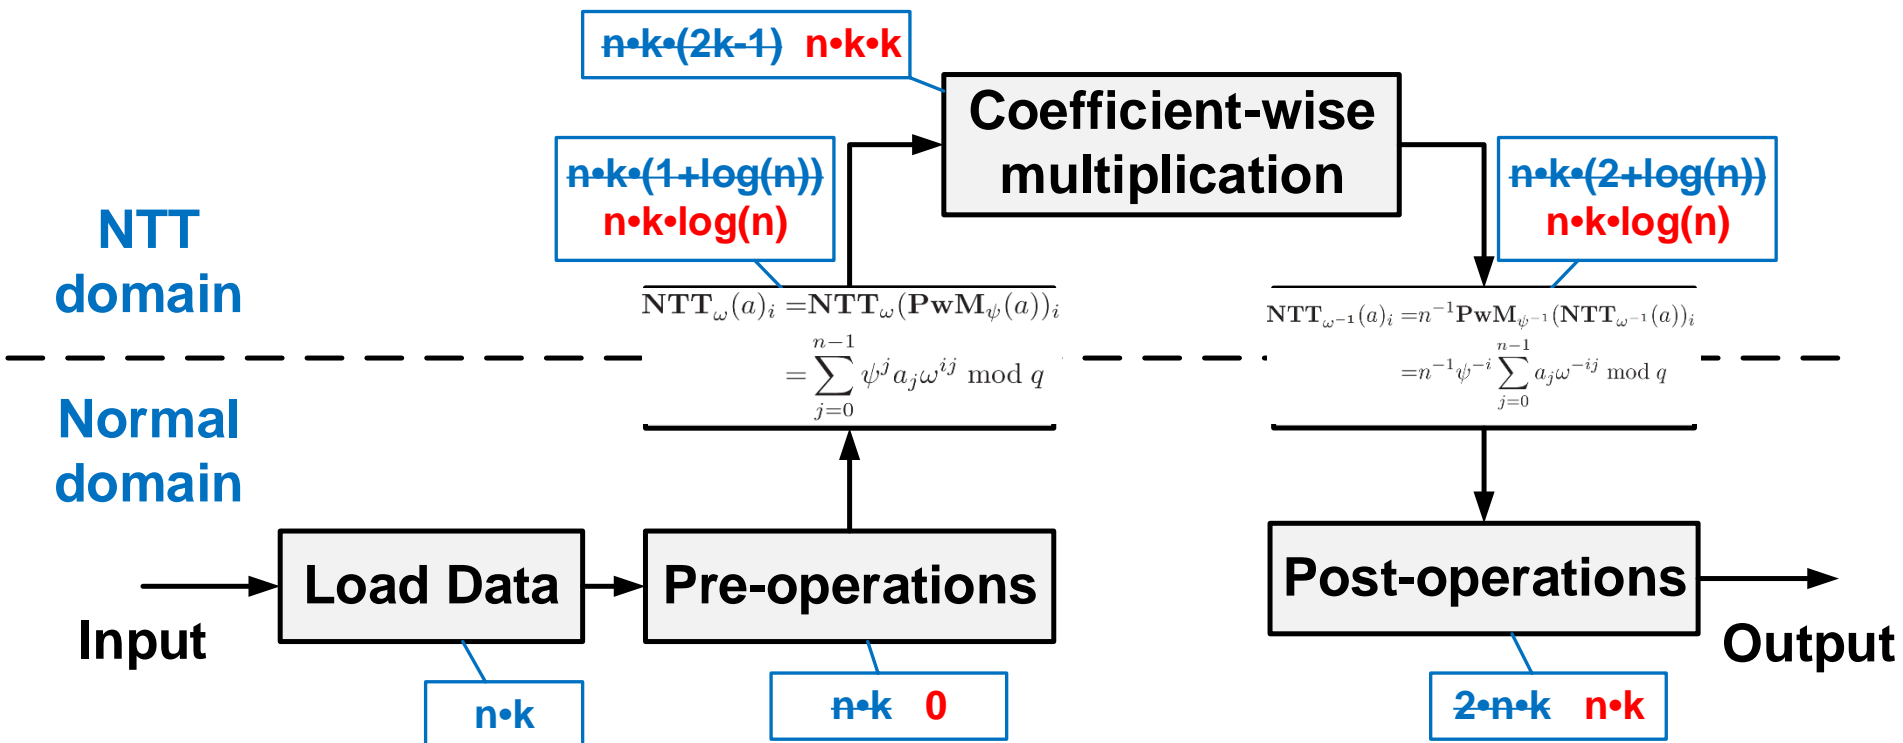 n•k•(2k-1) n•k•k
Coefficient-wise
multiplication
n•k•(1+log(n))
n•k•log(n)
n•k•(2+log(n))
n•k•log(n)
NTT
domain
NTT_ω(a)_i =NTT_ω(PwM_ψ(a))_i
=∑_{j=0}^{n−1} ψ^j a_j ω^{ij} mod q
NTT_{ω^{-1}}(a)_i =n^{-1}PwM_{ψ^{-1}}(NTT_{ω^{-1}}(a))_i
=n^{-1}ψ^{-i} ∑_{j=0}^{n−1} a_j ω^{-ij} mod q
Normal
domain
Load Data
Pre-operations
Post-operations
Input
Output
n•k
n•k 0
2•n•k n•k